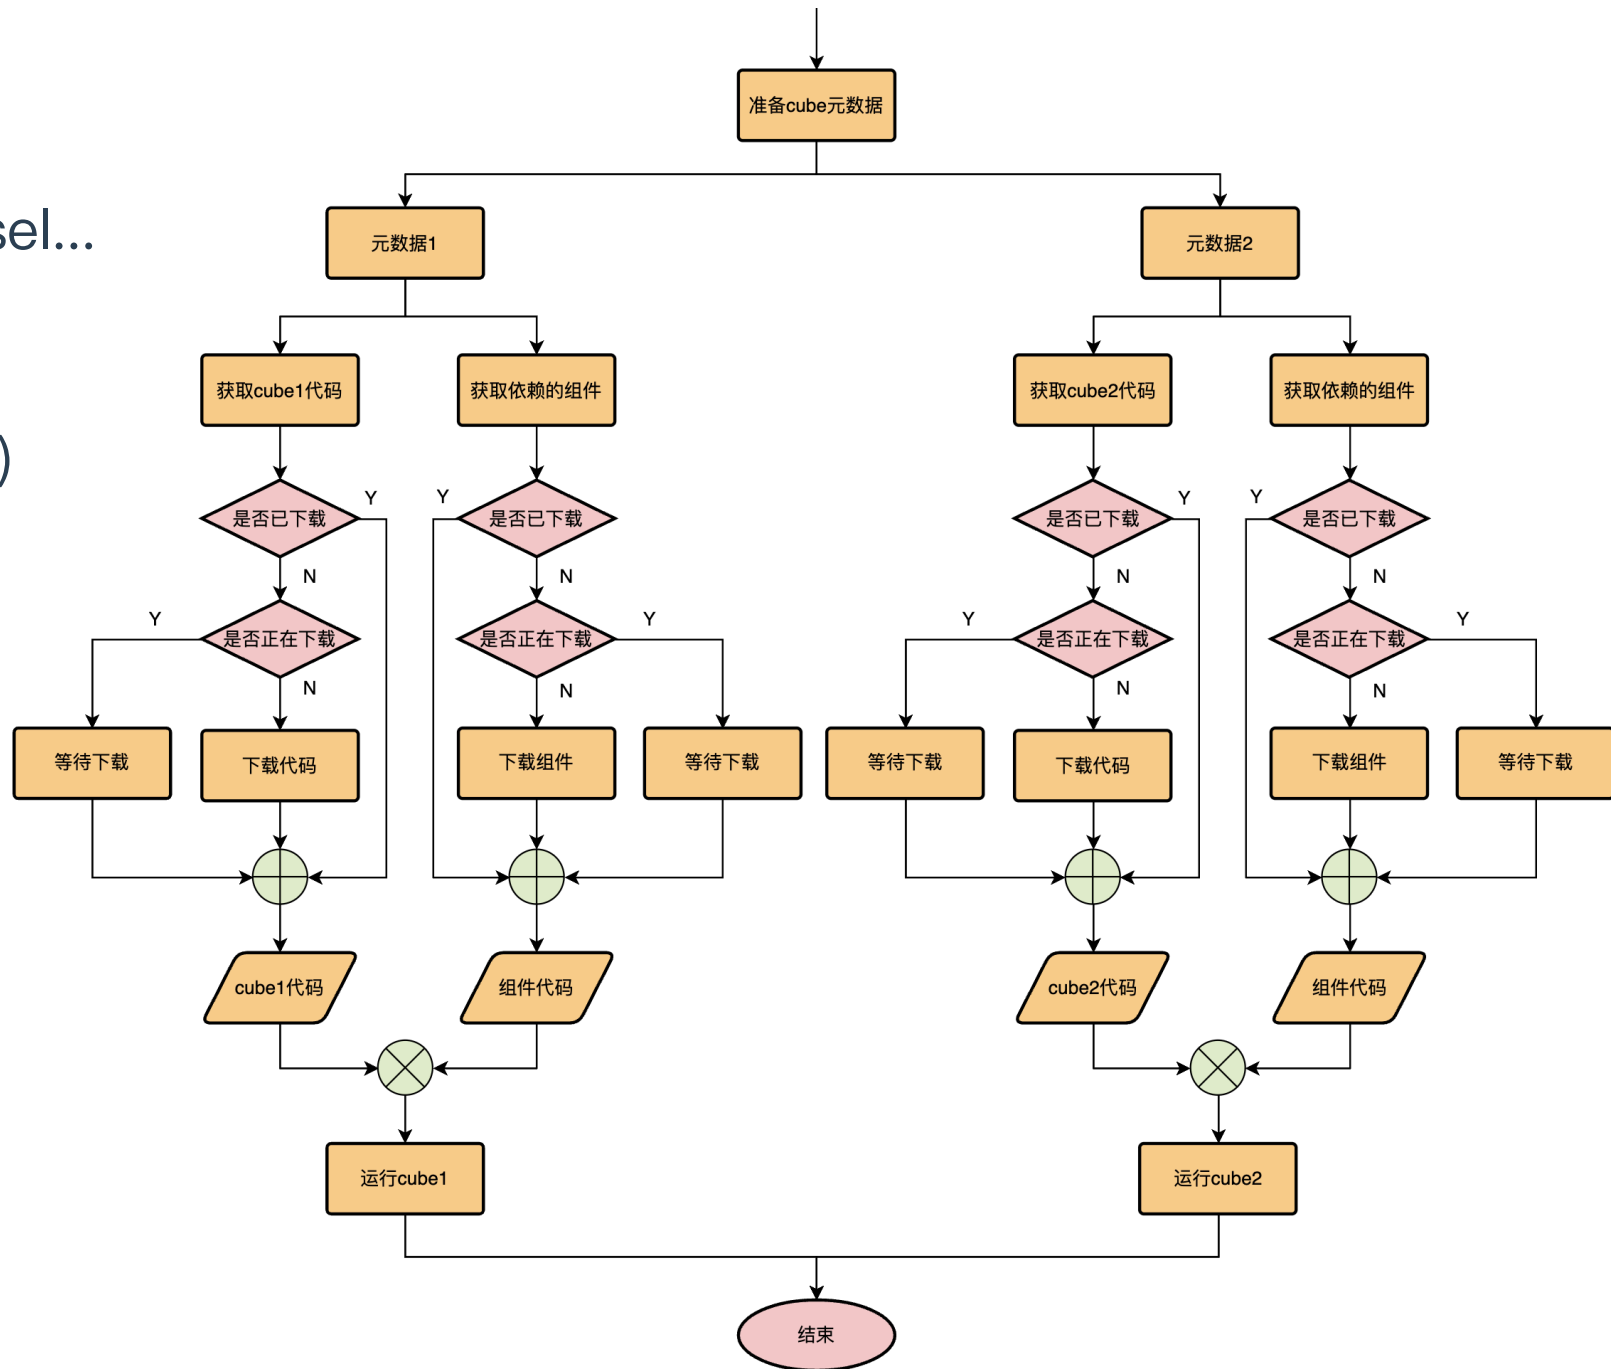 准备cube元数据
sel...
元数据1
元数据2
)
获取cube1代码
获取依赖的组件
获取cube2代码
获取依赖的组件
Y
Y
Y
Y
是否已下载
是否已下载
是否已下载
是否已下载
N
N
N
N
Y
Y
Y
Y
是否正在下载
是否正在下载
是否正在下载
是否正在下载
N
N
N
N
等待下载
下载代码
下载组件
等待下载
等待下载
下载代码
下载组件
等待下载
cube1代码
组件代码
cube2代码
组件代码
运行cube1
运行cube2
结束